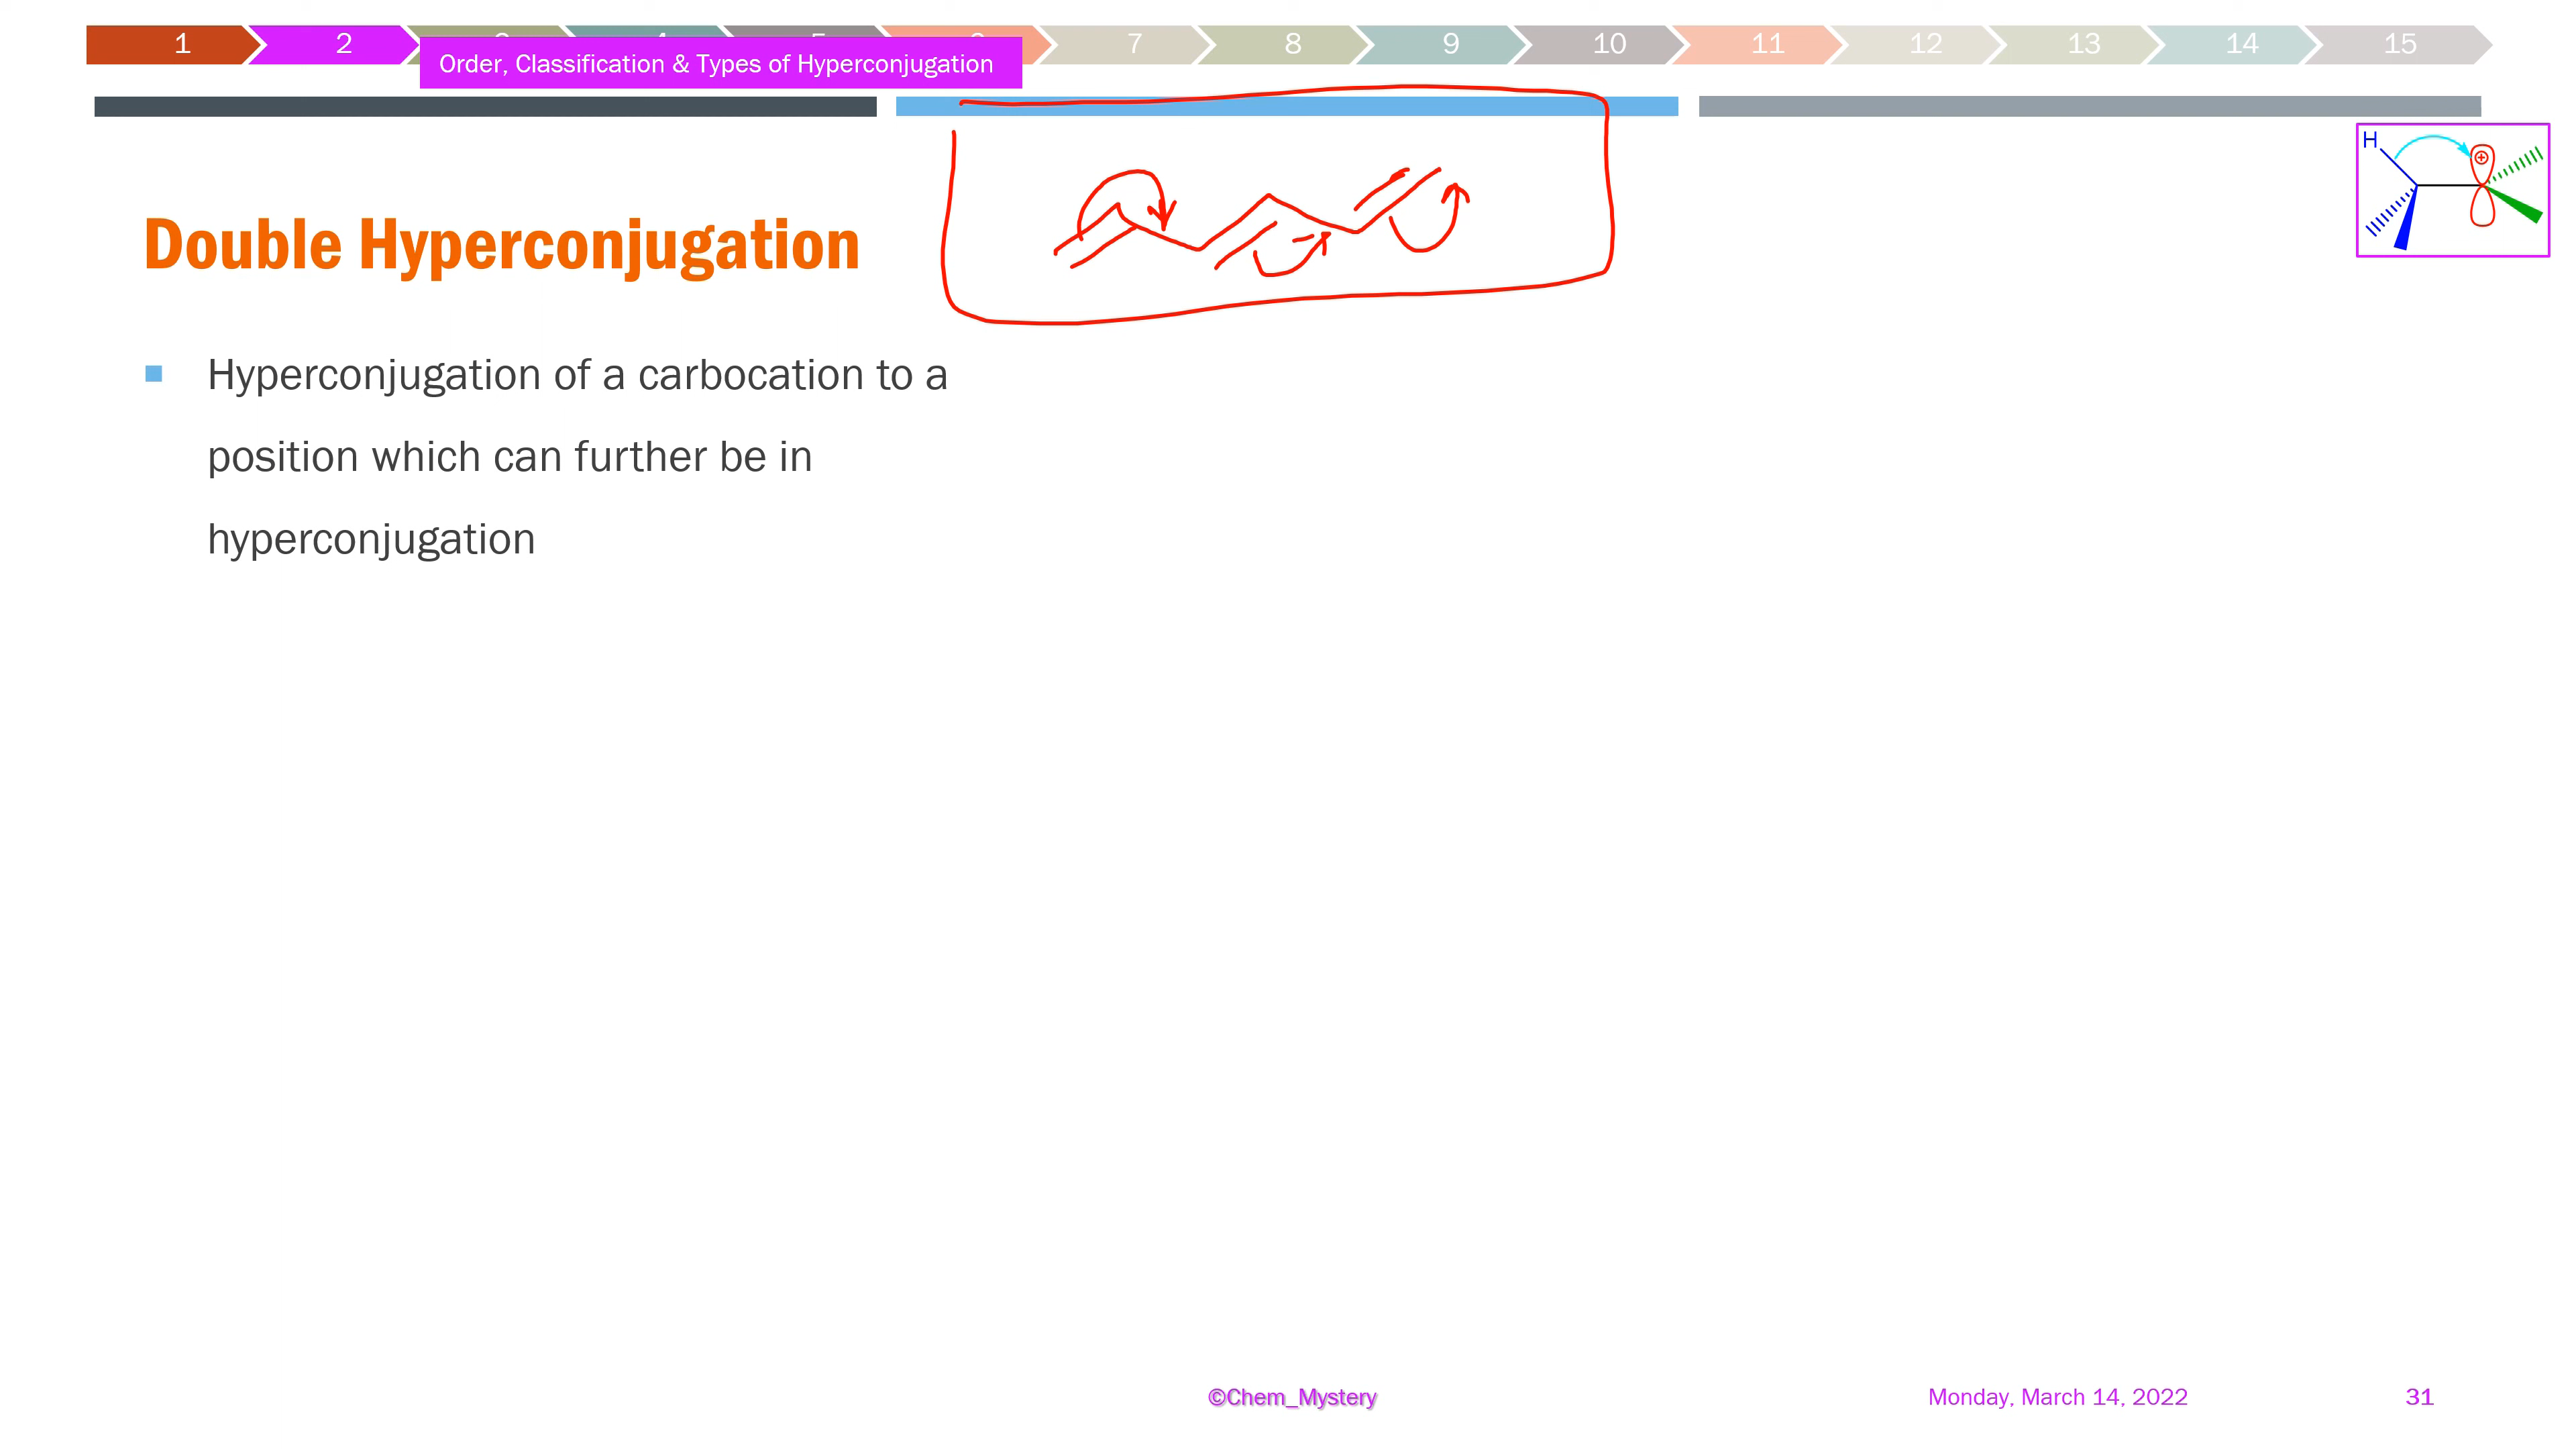 1 2 7 8 9 10 11 12 13 14 15
Order, Classification & Types of Hyperconjugation
H
Double Hyperconjugation
Hyperconjugation of a carbocation to a
position which can further be in
hyperconjugation
©Chem_Mystery
Monday, March 14, 2022
31